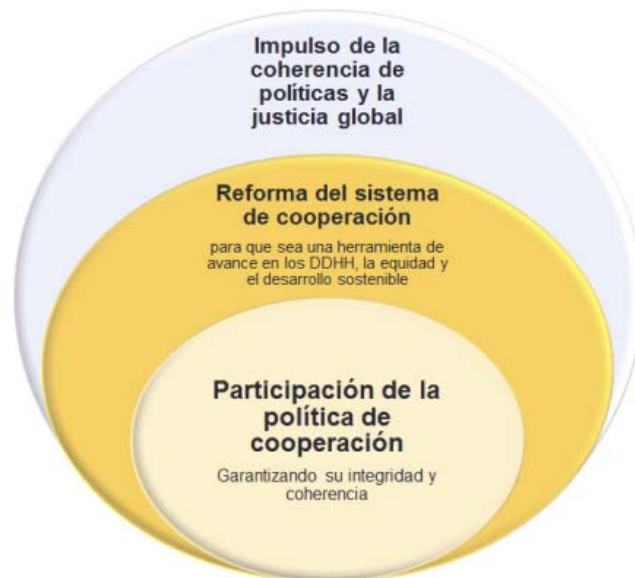 Impulso de la
coherencia de
políticas y la
justicia global
Reforma del sistema
de cooperación
para que sea una herramienta de
avance en los DDHH, la equidad y
el desarrollo sostenible
Participación de la
política de
cooperación
Garantizando su integridad y
coherencia